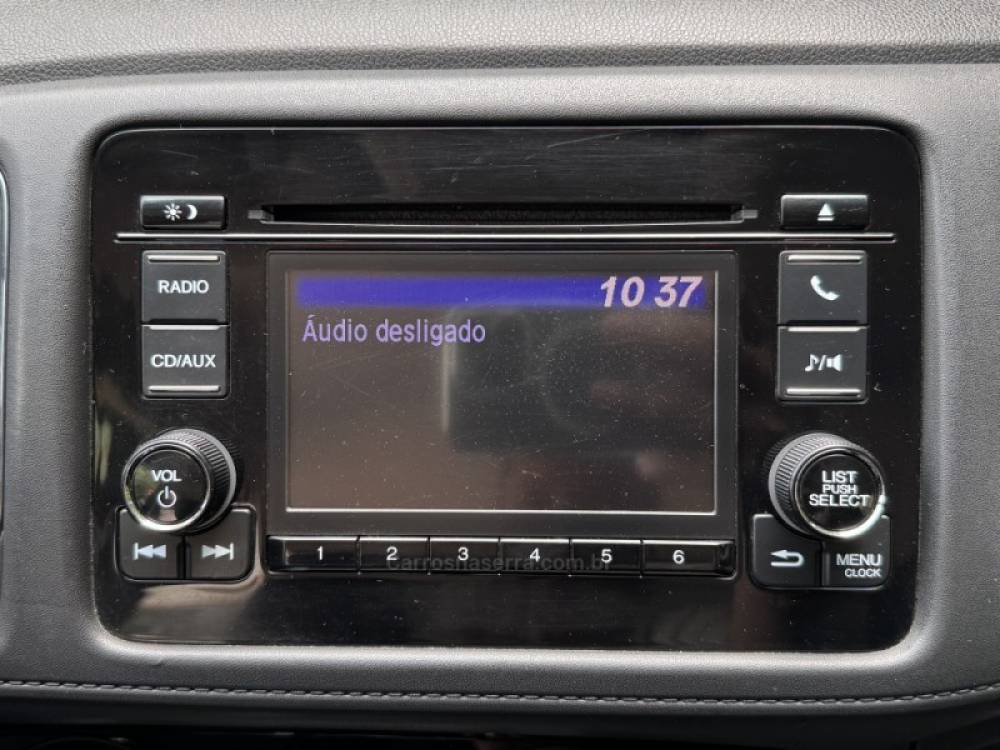 10 37
Áudio desligado
RADIO
CD/AUX
VOL
LIST
PUSH
SELECT
1 2 3 4 5 6
carrosnaserra.com.br
MENU
CLOCK